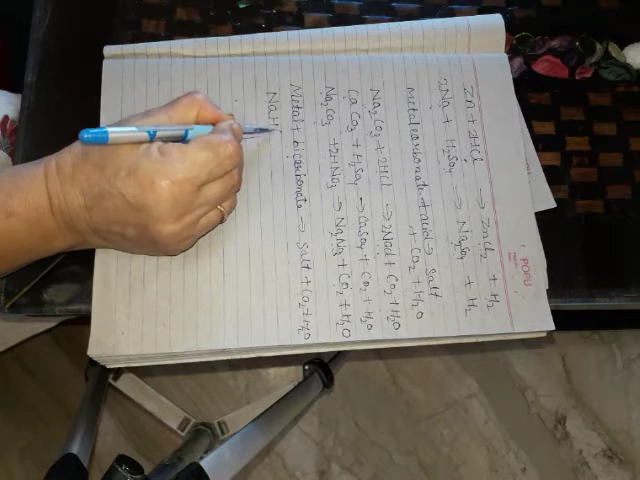 POPU
Zn + 2HCl → ZnCl2 + H2
2Na + H2SO4 → Na2SO4 + H2
metal carbonate + acid → Salt
+ CO2 + H2O
Na2CO3 + 2HCl → 2NaCl + CO2 + H2O
CaCO3 + H2SO4 → CaSO4 + CO2 + H2O
Na2CO3 + 2HNO3 → NaNO3 + CO2 + H2O
Metal + bicarbonate → Salt + CO2 + H2O
NaH